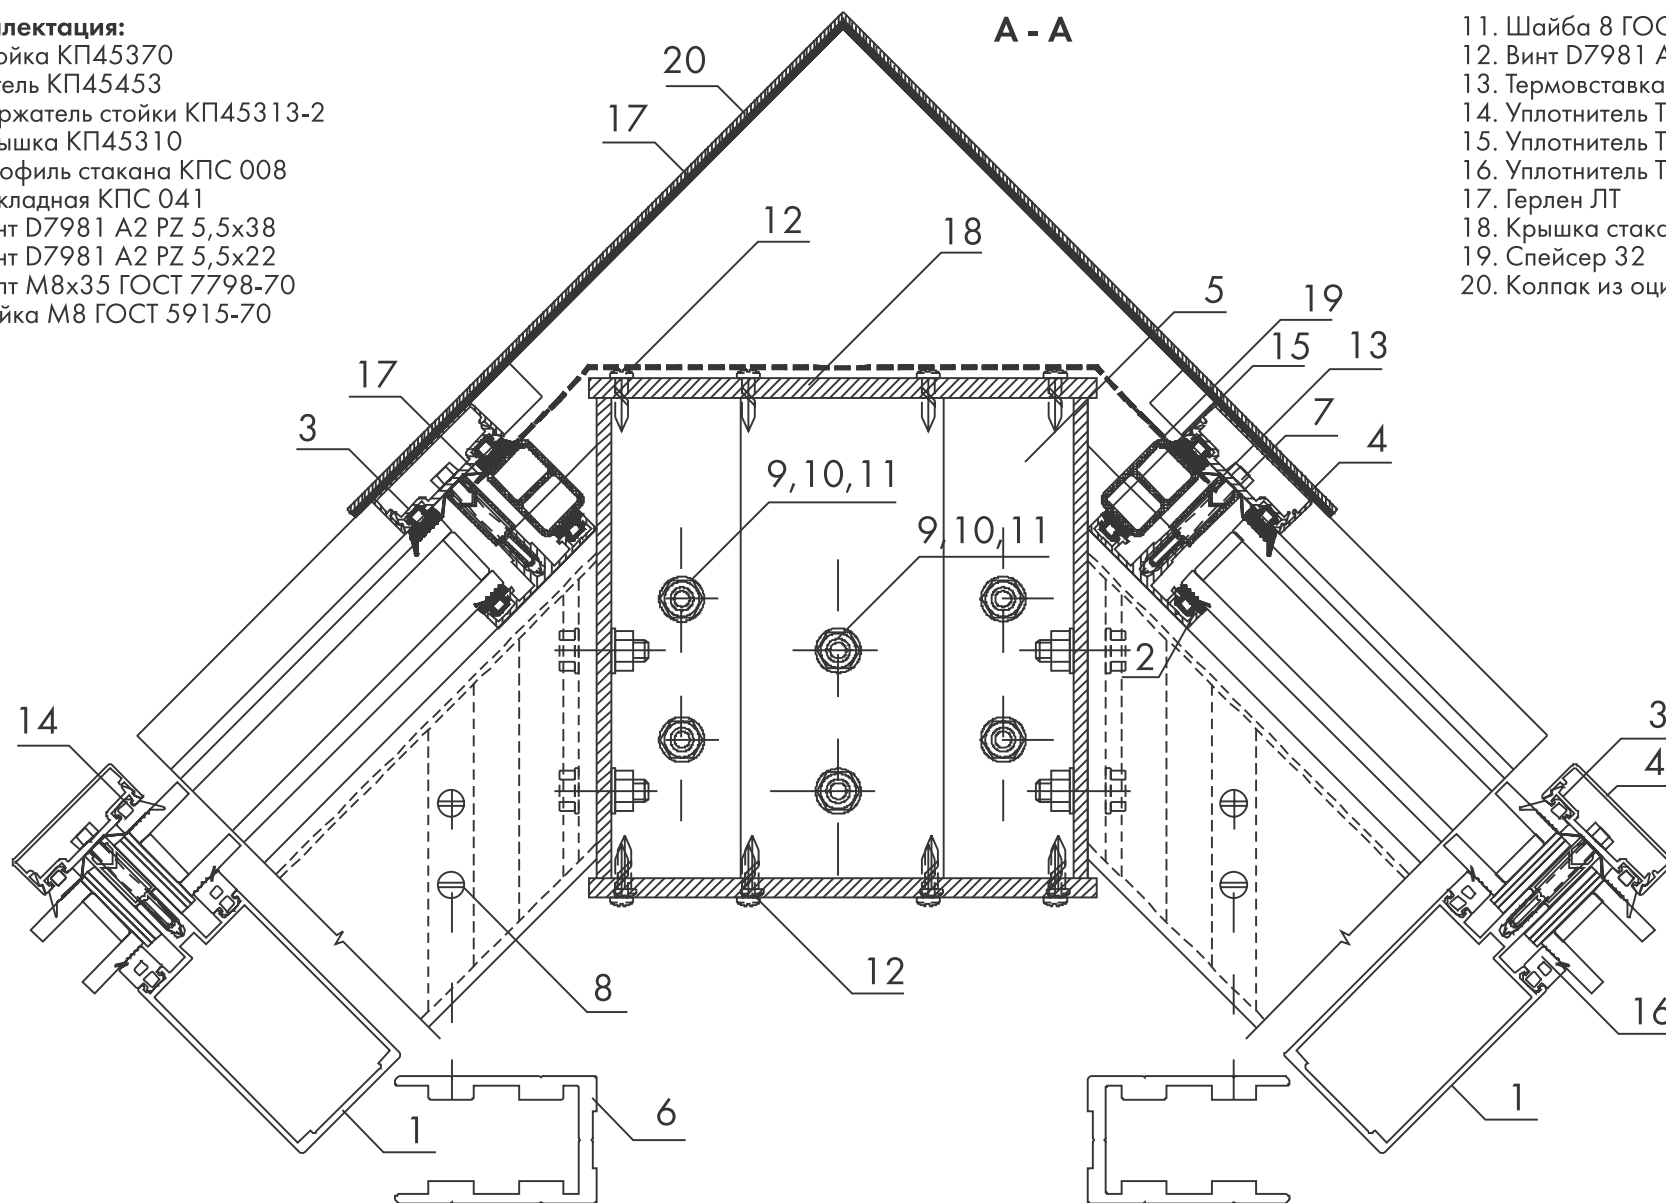 лектация:
ойка КП45370
тель КП45453
ржатель стойки КП45313-2
ышка КП45310
офиль стакана КПС 008
кладная КПС 041
нт D7981 A2 PZ 5,5x38
нт D7981 A2 PZ 5,5x22
лт М8х35 ГОСТ 7798-70
йка М8 ГОСТ 5915-70
А - А
11. Шайба 8 ГОС
12. Винт D7981 A
13. Термовставка
14. Уплотнитель Т
15. Уплотнитель Т
16. Уплотнитель Т
17. Герлен ЛТ
18. Крышка стака
19. Спейсер 32
20. Колпак из оци
20
17
12
18
5
19
15
13
17
3
7
4
9,10,11
9,10,11
2
14
3
4
8
12
16
6
1
1